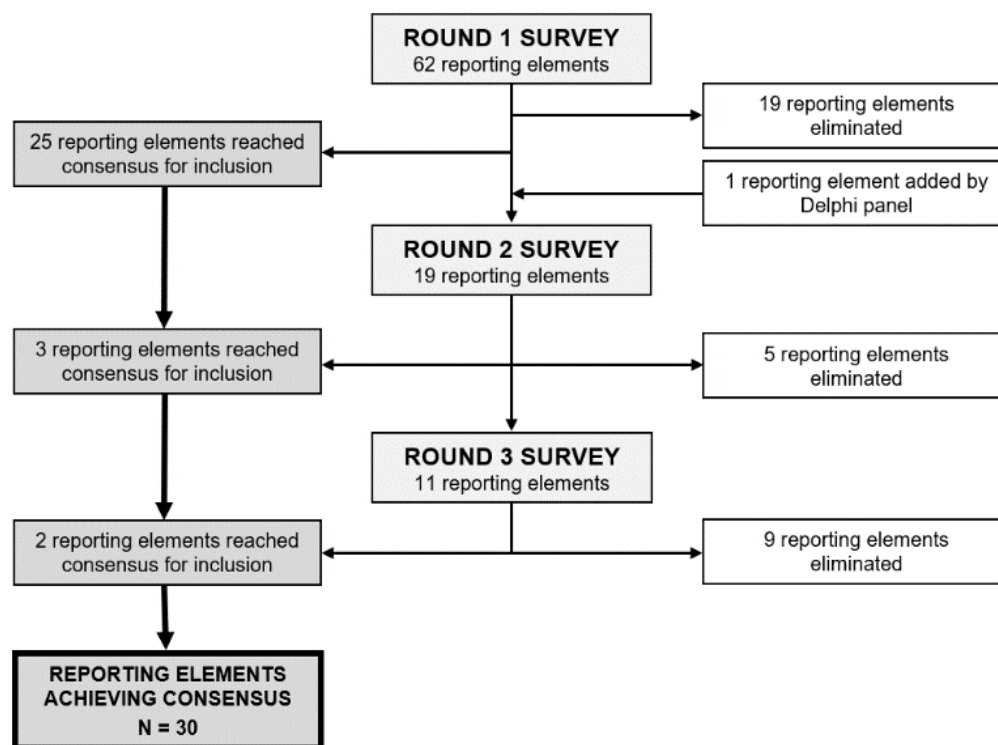 ROUND 1 SURVEY
62 reporting elements
19 reporting elements
eliminated
25 reporting elements reached
consensus for inclusion
1 reporting element added by
Delphi panel
ROUND 2 SURVEY
19 reporting elements
3 reporting elements reached
consensus for inclusion
5 reporting elements
eliminated
ROUND 3 SURVEY
11 reporting elements
2 reporting elements reached
consensus for inclusion
9 reporting elements
eliminated
REPORTING ELEMENTS
ACHIEVING CONSENSUS
N = 30